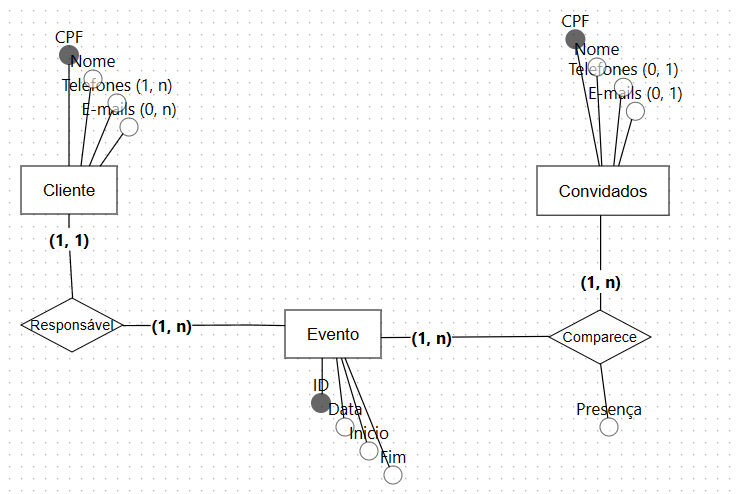 CPF
Nome
Telefones (1, n)
E-mails (0, n)
Cliente
(1, 1)
Responsável
(1, n)
CPF
Nome
Telefones (0, 1)
E-mails (0, 1)
Convidados
(1, n)
Comparece
Presença
(1, n)
Evento
ID
Data
Inicio
Fim